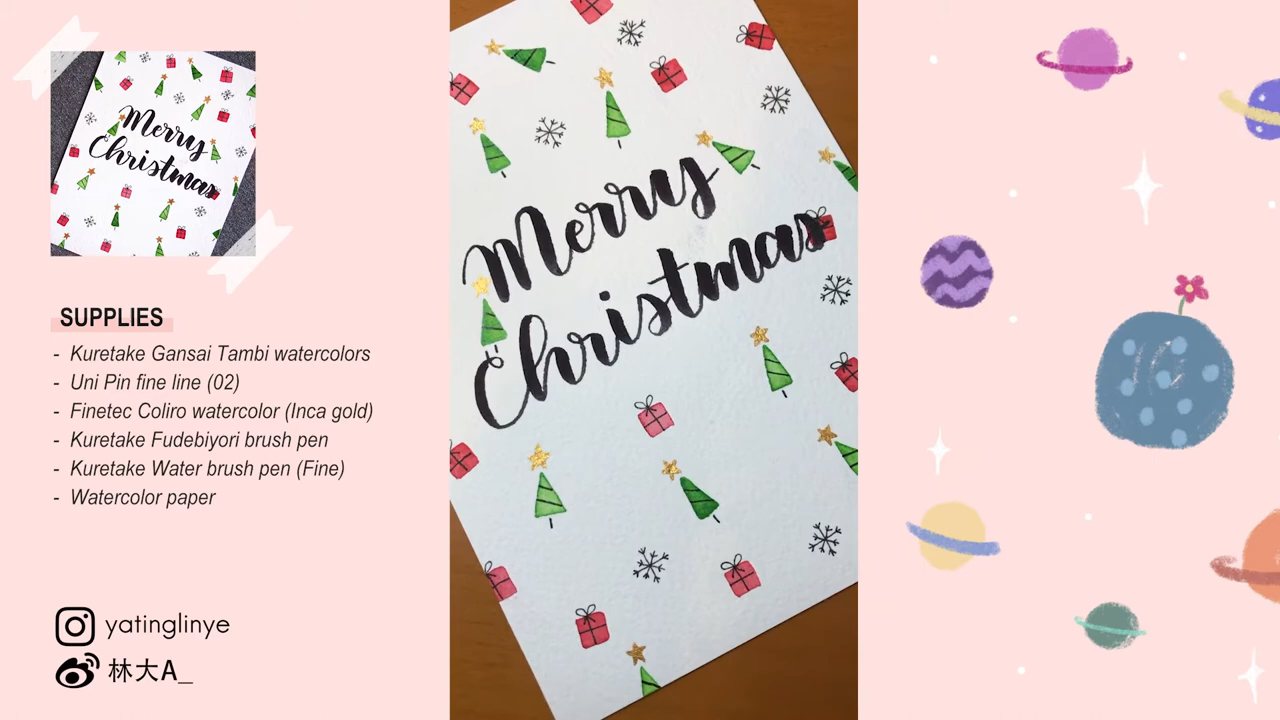 Merry
Christmas
SUPPLIES
- Kuretake Gansai Tambi watercolors
- Uni Pin fine line (02)
- Finetec Coliro watercolor (Inca gold)
- Kuretake Fudebiyori brush pen
- Kuretake Water brush pen (Fine)
- Watercolor paper
yatinglinye
林大A_
Merry
Christmas